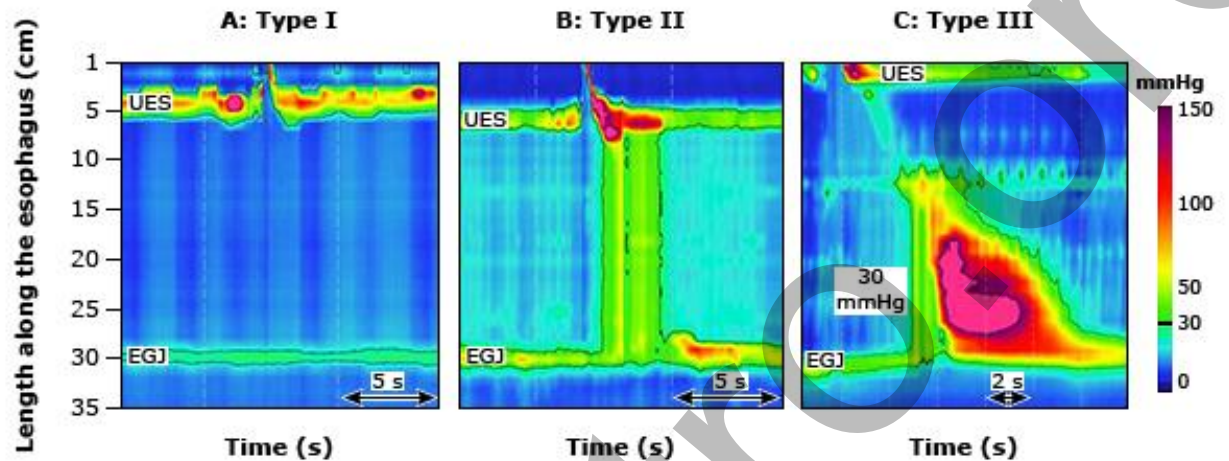 A: Type I
B: Type II
C: Type III
Length along the esophagus (cm)
1
5
10
15
20
25
30
35
UES
EGJ
5 s
Time (s)
UES
EGJ
5 s
Time (s)
UES
30
mmHg
EGJ
2 s
Time (s)
mmHg
150
100
50
30
0